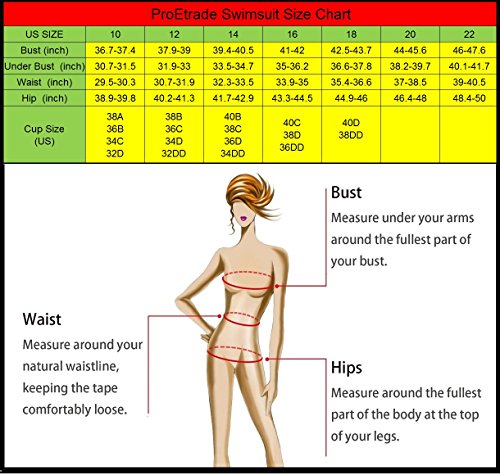 ProEtrade Swimsuit Size Chart
US SIZE 10 12 14 16 18 20 22
Bust (inch) 36.7-37.4 37.9-39 39.4-40.5 41-42 42.5-43.7 44-45.6 46-47.6
Under Bust (inch) 30.7-31.5 31.9-33 33.5-34.7 35-36.2 36.6-37.8 38.2-39.7 40.1-41.7
Waist (inch) 29.5-30.3 30.7-31.9 32.3-33.5 33.9-35 35.4-36.6 37-38.5 39-40.5
Hip (inch) 38.9-39.8 40.2-41.3 41.7-42.9 43.3-44.5 44.9-46 46.4-48 48.4-50
Cup Size
(US)
38A
36B
34C
32D
38B
36C
34D
32DD
40B
38C
36D
34DD
40C
38D
36DD
40D
38DD
Bust
Measure under your arms
around the fullest part of
your bust.
Waist
Measure around your
natural waistline,
keeping the tape
comfortably loose.
Hips
Measure around the fullest
part of the body at the top
of your legs.